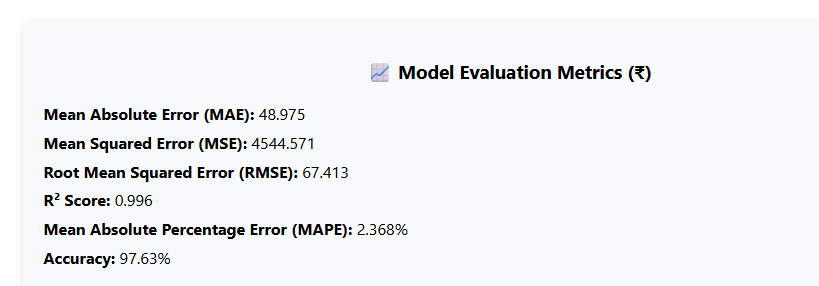 📈 Model Evaluation Metrics (₹)
Mean Absolute Error (MAE): 48.975
Mean Squared Error (MSE): 4544.571
Root Mean Squared Error (RMSE): 67.413
R² Score: 0.996
Mean Absolute Percentage Error (MAPE): 2.368%
Accuracy: 97.63%